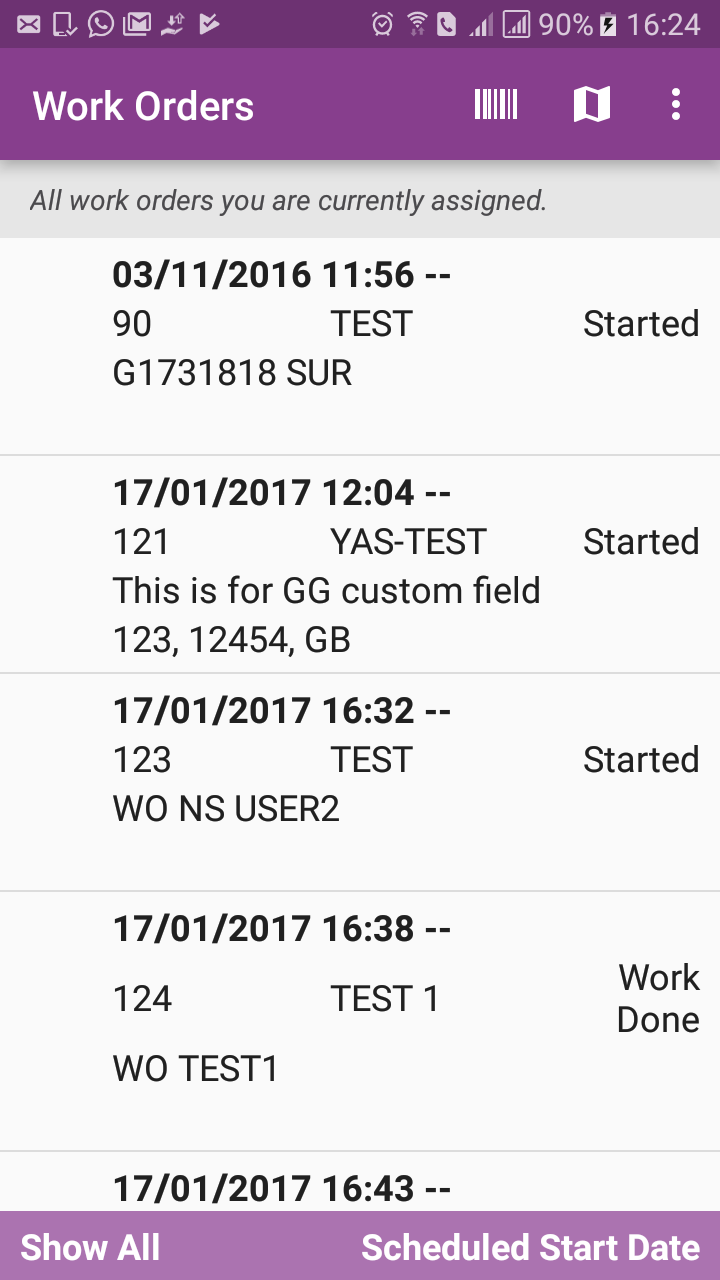 90% 16:24
Work Orders
All work orders you are currently assigned.
03/11/2016 11:56 --
90 TEST Started
G1731818 SUR
17/01/2017 12:04 --
121 YAS-TEST Started
This is for GG custom field
123, 12454, GB
17/01/2017 16:32 --
123 TEST Started
WO NS USER2
17/01/2017 16:38 --
124 TEST 1 Work
Done
WO TEST1
17/01/2017 16:43 --
Show All Scheduled Start Date